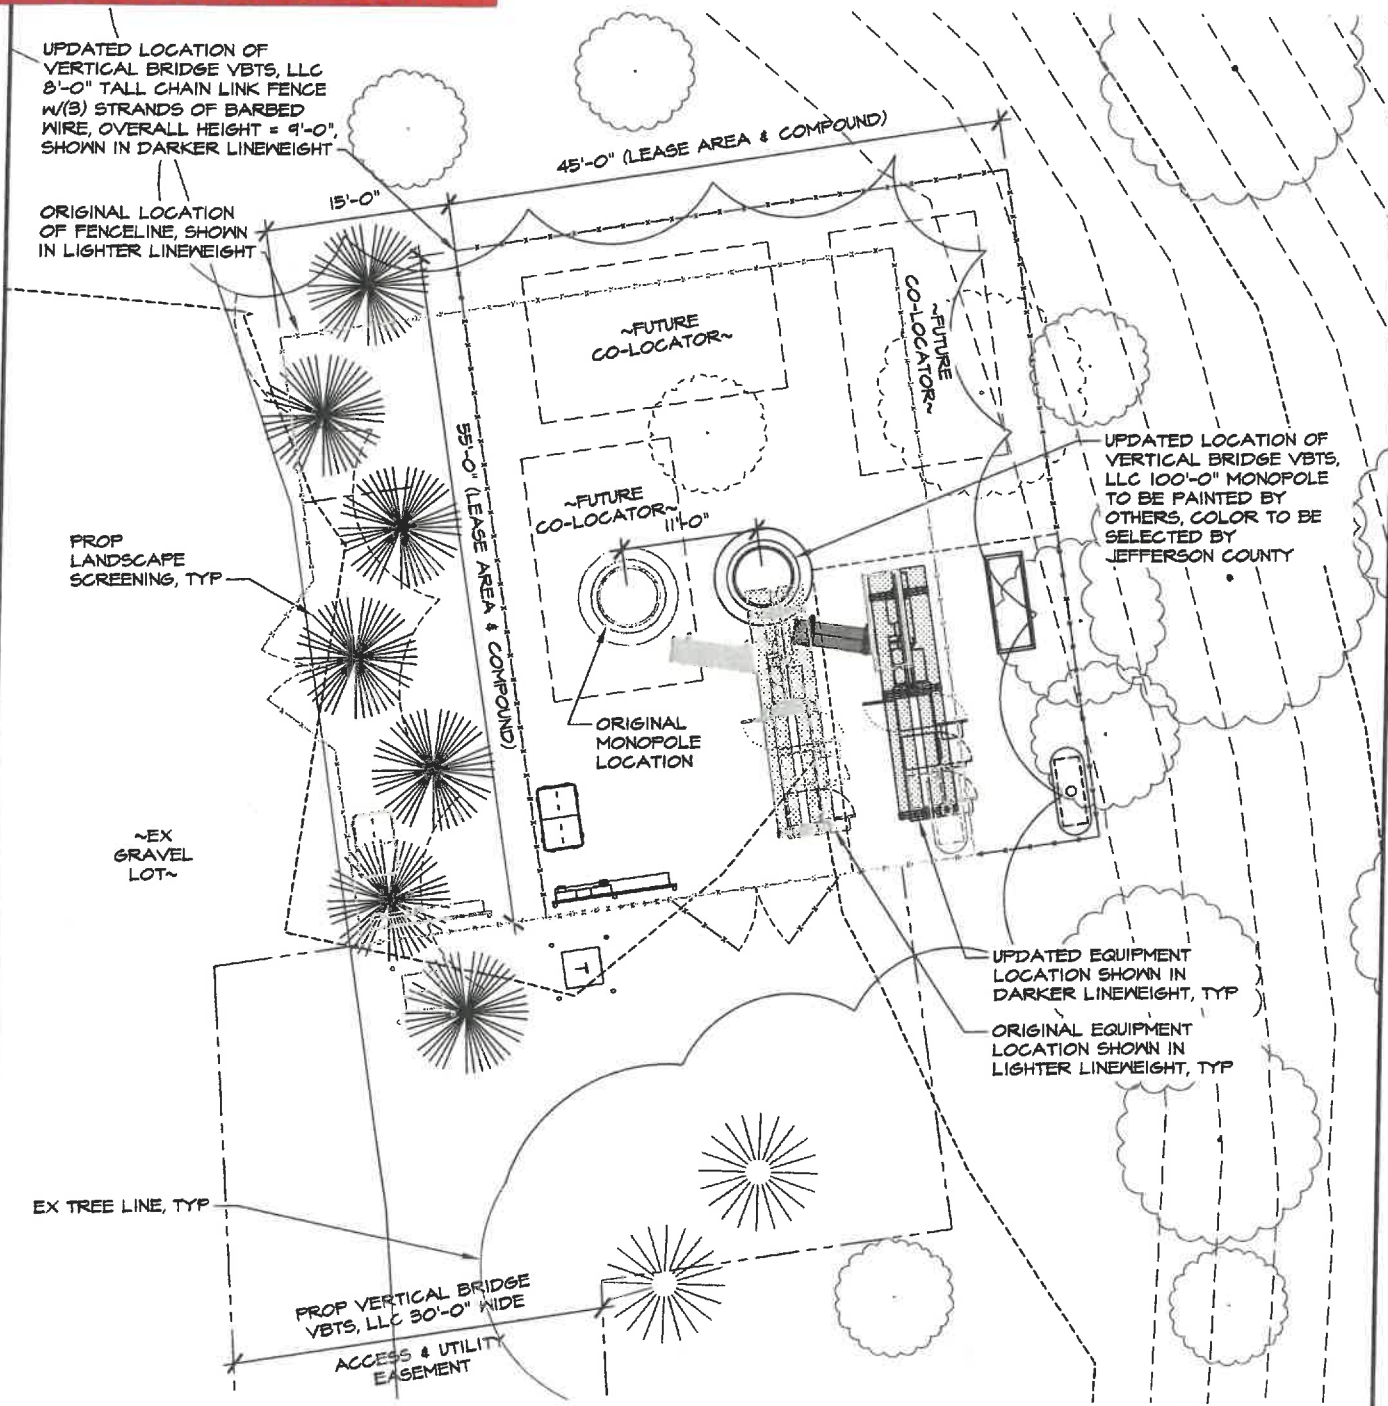 UPDATED LOCATION OF
VERTICAL BRIDGE VBTS, LLC
8'-0" TALL CHAIN LINK FENCE
W/(3) STRANDS OF BARBED
WIRE, OVERALL HEIGHT = 9'-0",
SHOWN IN DARKER LINEWEIGHT
45'-0" (LEASE AREA & COMPOUND)
15'-0"
ORIGINAL LOCATION
OF FENCELINE, SHOWN
IN LIGHTER LINEWEIGHT
~FUTURE
CO-LOCATOR~
~FUTURE
CO-LOCATOR~
55'-0" (LEASE AREA & COMPOUND)
~FUTURE
CO-LOCATOR~
11'-0"
UPDATED LOCATION OF
VERTICAL BRIDGE VBTS,
LLC 100'-0" MONOPOLE
TO BE PAINTED BY
OTHERS, COLOR TO BE
SELECTED BY
JEFFERSON COUNTY
PROP
LANDSCAPE
SCREENING, TYP
ORIGINAL
MONOPOLE
LOCATION
~EX
GRAVEL
LOT~
T
UPDATED EQUIPMENT
LOCATION SHOWN IN
DARKER LINEWEIGHT, TYP
ORIGINAL EQUIPMENT
LOCATION SHOWN IN
LIGHTER LINEWEIGHT, TYP
EX TREE LINE, TYP
PROP VERTICAL BRIDGE
VBTS, LLC 30'-0" WIDE
ACCESS & UTILITY
EASEMENT